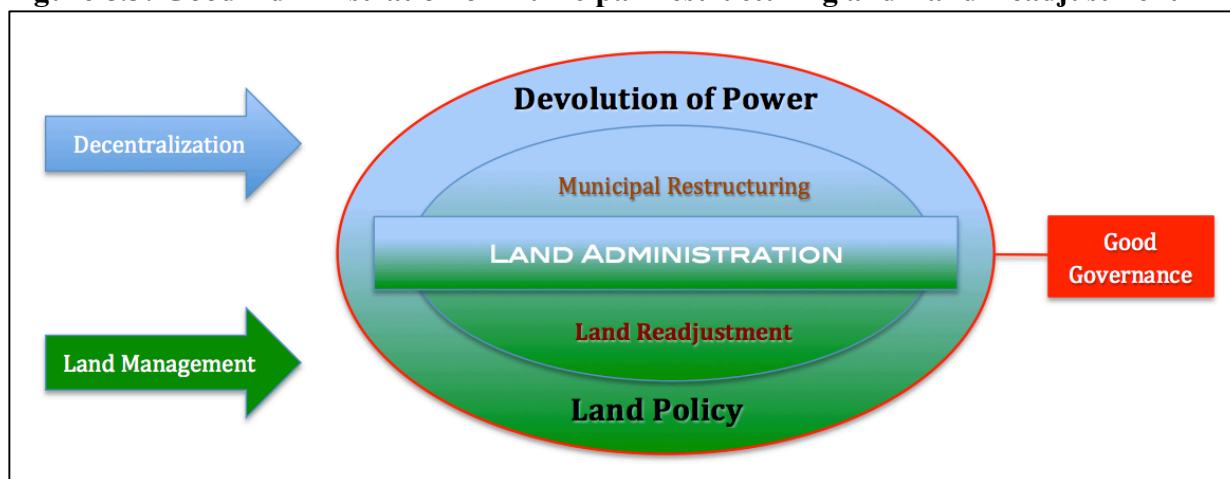 Devolution of Power
Decentralization
Municipal Restructuring
LAND ADMINISTRATION
Good
Governance
Land Readjustment
Land Management
Land Policy